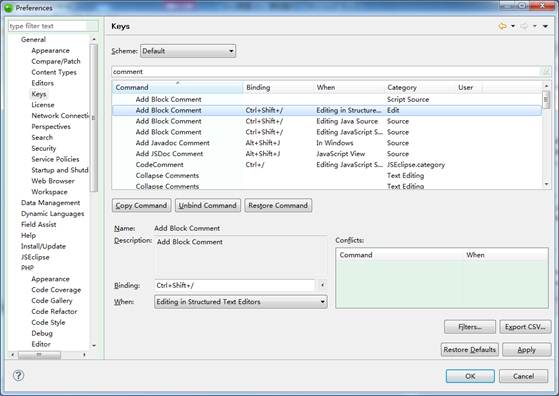 Preferences
type filter text
General
Appearance
Compare/Patch
Content Types
Editors
Keys
License
Network Connecti
Perspectives
Search
Security
Service Policies
Startup and Shutd
Web Browser
Workspace
Data Management
Dynamic Languages
Field Assist
Help
Install/Update
JSEclipse
PHP
Appearance
Code Coverage
Code Gallery
Code Refactor
Code Style
Debug
Editor
Keys
Scheme: Default
comment
Command Binding When Category User
Add Block Comment Script Source
Add Block Comment Ctrl+Shift+/ Editing in Structure... Edit
Add Block Comment Ctrl+Shift+/ Editing Java Source Source
Add Block Comment Ctrl+Shift+/ Editing JavaScript S... Source
Add Javadoc Comment Alt+Shift+J In Windows Source
Add JSDoc Comment Alt+Shift+J JavaScript View Source
CodeComment Ctrl+/ Editing JavaScript S... JSEclipse.category
Collapse Comments Text Editing
Collapse Comments Text Editing
Copy Command Unbind Command Restore Command
Name: Add Block Comment
Description: Add Block Comment
Conflicts:
Command When
Binding: Ctrl+Shift+/
When: Editing in Structured Text Editors
Filters... Export CSV...
Restore Defaults Apply
OK Cancel